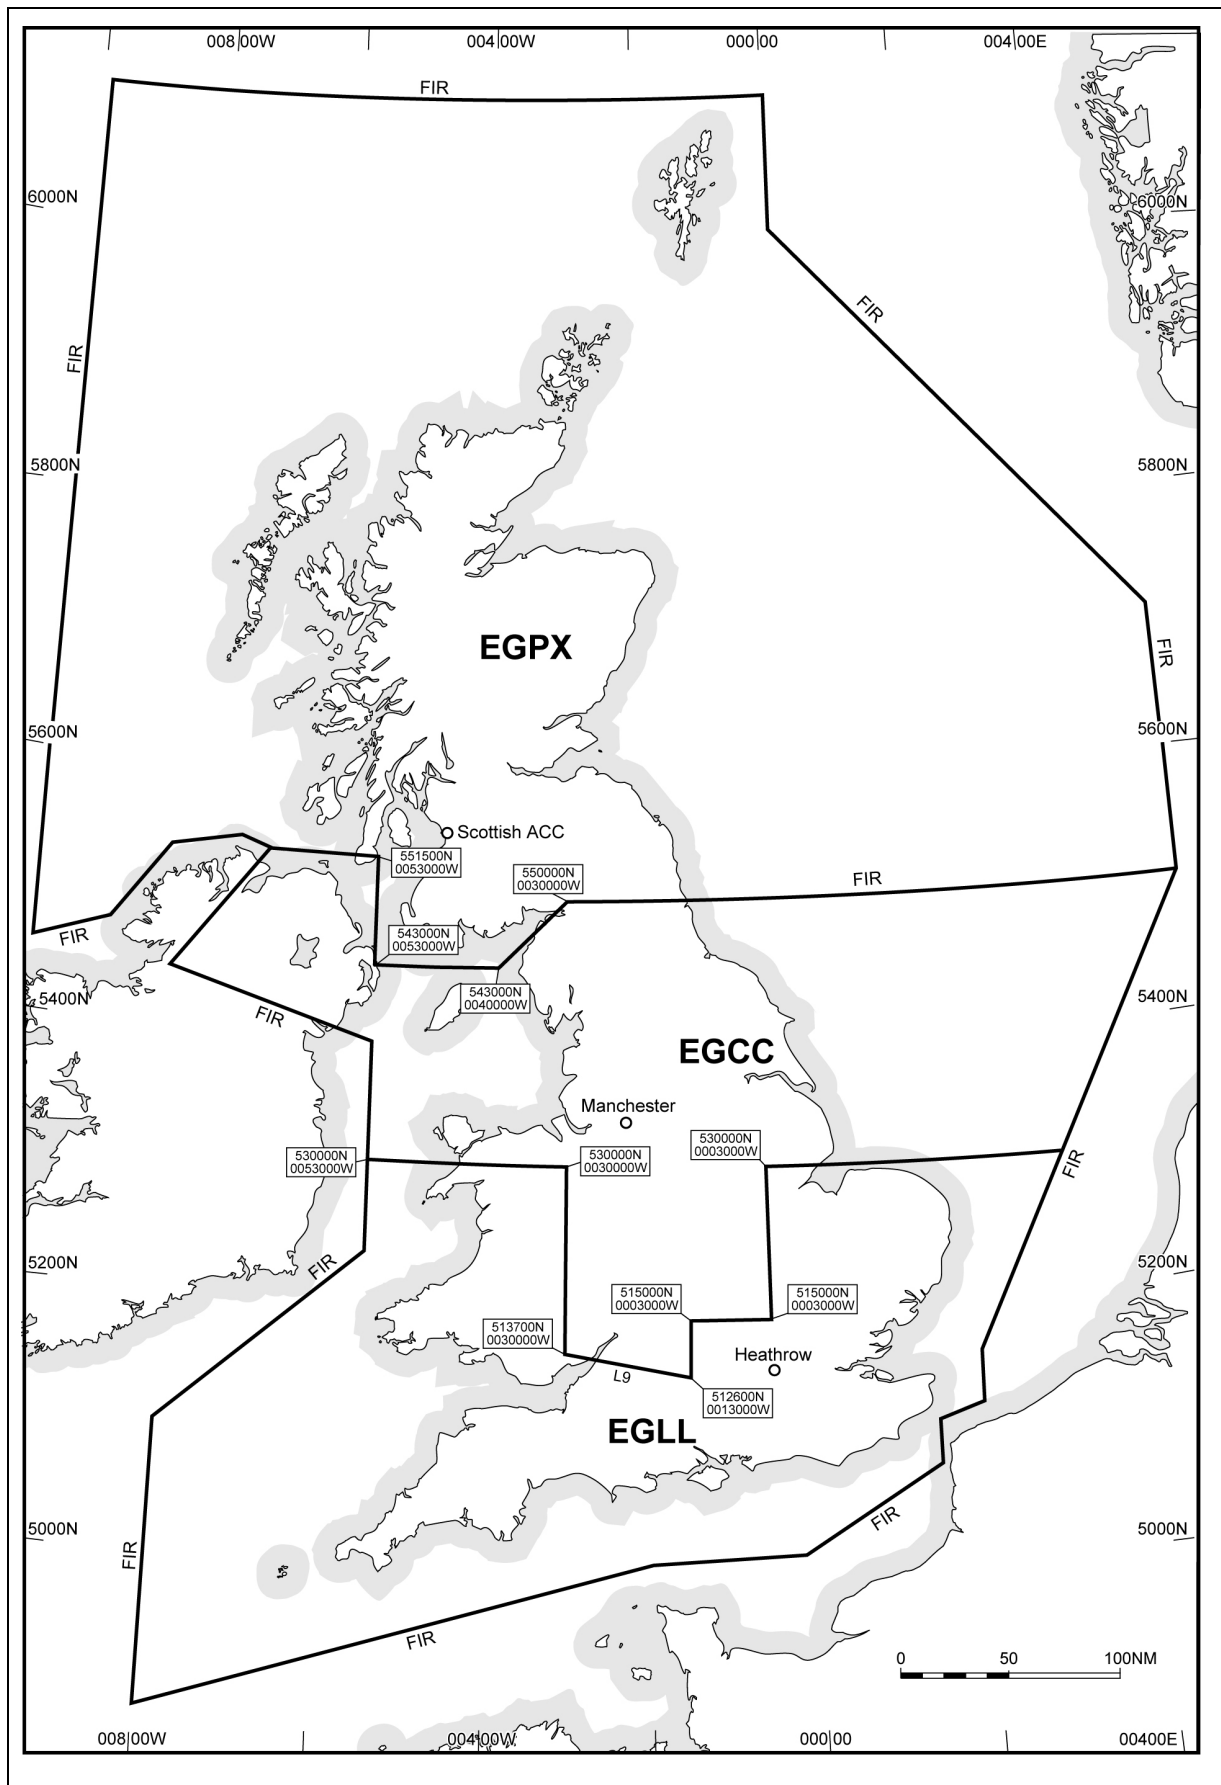 008 00W
004 00W
000 00
004 00E
FIR
6000N
6000N
FIR
FIR
5800N
5800N
EGPX
FIR
5600N
5600N
Scottish ACC
551500N
0053000W
550000N
0030000W
FIR
FIR
543000N
0053000W
543000N
0040000W
5400N
5400N
FIR
EGCC
Manchester
530000N
0053000W
530000N
0030000W
530000N
0003000W
FIR
5200N
5200N
FIR
515000N
0003000W
515000N
0003000W
513700N
0030000W
Heathrow
L9
512600N
0013000W
EGLL
5000N
5000N
FIR
FIR
FIR
0
50
100NM
008 00W
004 00W
000 00
00400E